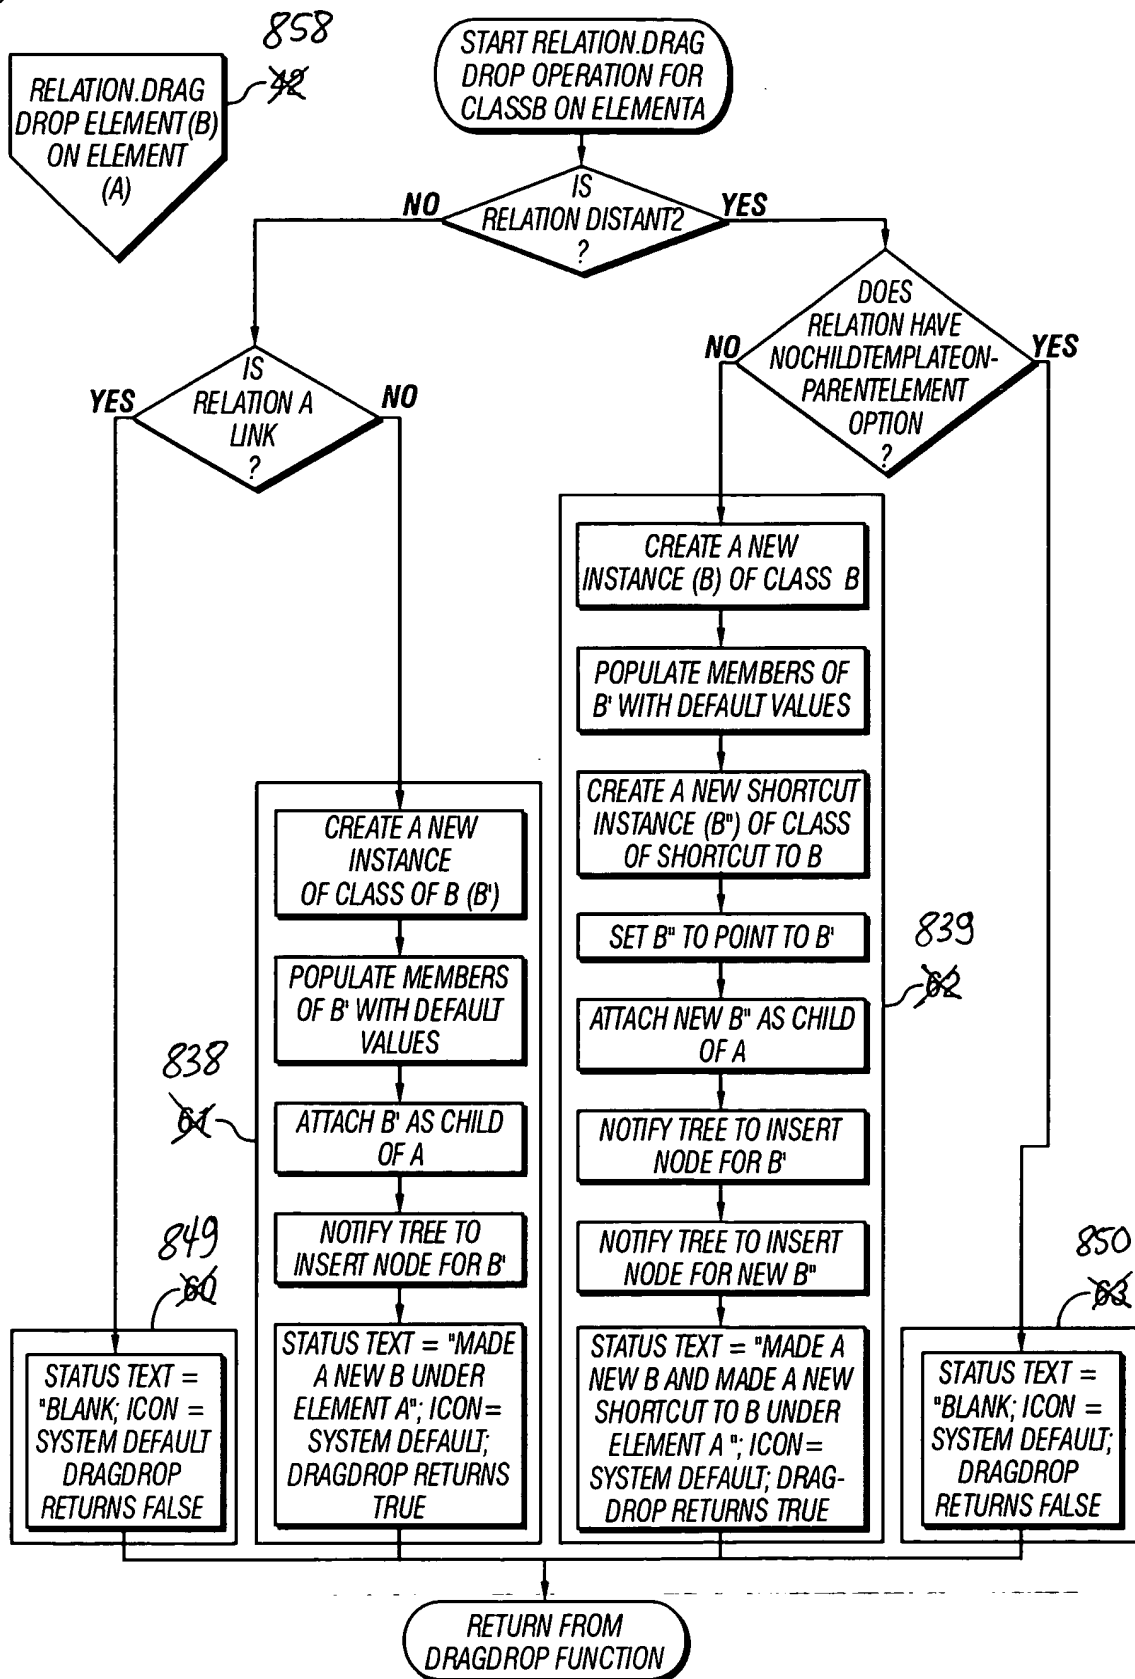 858
42
RELATION.DRAG
DROP ELEMENT(B)
ON ELEMENT
(A)
START RELATION.DRAG
DROP OPERATION FOR
CLASSB ON ELEMENTA
IS
RELATION DISTANT2
?
NO
YES
IS
RELATION A
LINK
?
YES
NO
DOES
RELATION HAVE
NOCHILDTEMPLATEON-
PARENTELEMENT
OPTION
?
NO
YES
CREATE A NEW
INSTANCE (B) OF CLASS B
POPULATE MEMBERS OF
B' WITH DEFAULT VALUES
CREATE A NEW SHORTCUT
INSTANCE (B") OF CLASS
OF SHORTCUT TO B
SET B" TO POINT TO B'
ATTACH NEW B" AS CHILD
OF A
NOTIFY TREE TO INSERT
NODE FOR B'
NOTIFY TREE TO INSERT
NODE FOR NEW B"
STATUS TEXT = "MADE A
NEW B AND MADE A NEW
SHORTCUT TO B UNDER
ELEMENT A "; ICON=
SYSTEM DEFAULT; DRAG-
DROP RETURNS TRUE
839
62
CREATE A NEW
INSTANCE
OF CLASS OF B (B')
POPULATE MEMBERS
OF B' WITH DEFAULT
VALUES
ATTACH B' AS CHILD
OF A
NOTIFY TREE TO
INSERT NODE FOR B'
STATUS TEXT = "MADE
A NEW B UNDER
ELEMENT A"; ICON=
SYSTEM DEFAULT;
DRAGDROP RETURNS
TRUE
838
61
849
60
STATUS TEXT =
"BLANK; ICON =
SYSTEM DEFAULT
DRAGDROP
RETURNS FALSE
850
63
STATUS TEXT =
"BLANK; ICON =
SYSTEM DEFAULT;
DRAGDROP
RETURNS FALSE
RETURN FROM
DRAGDROP FUNCTION